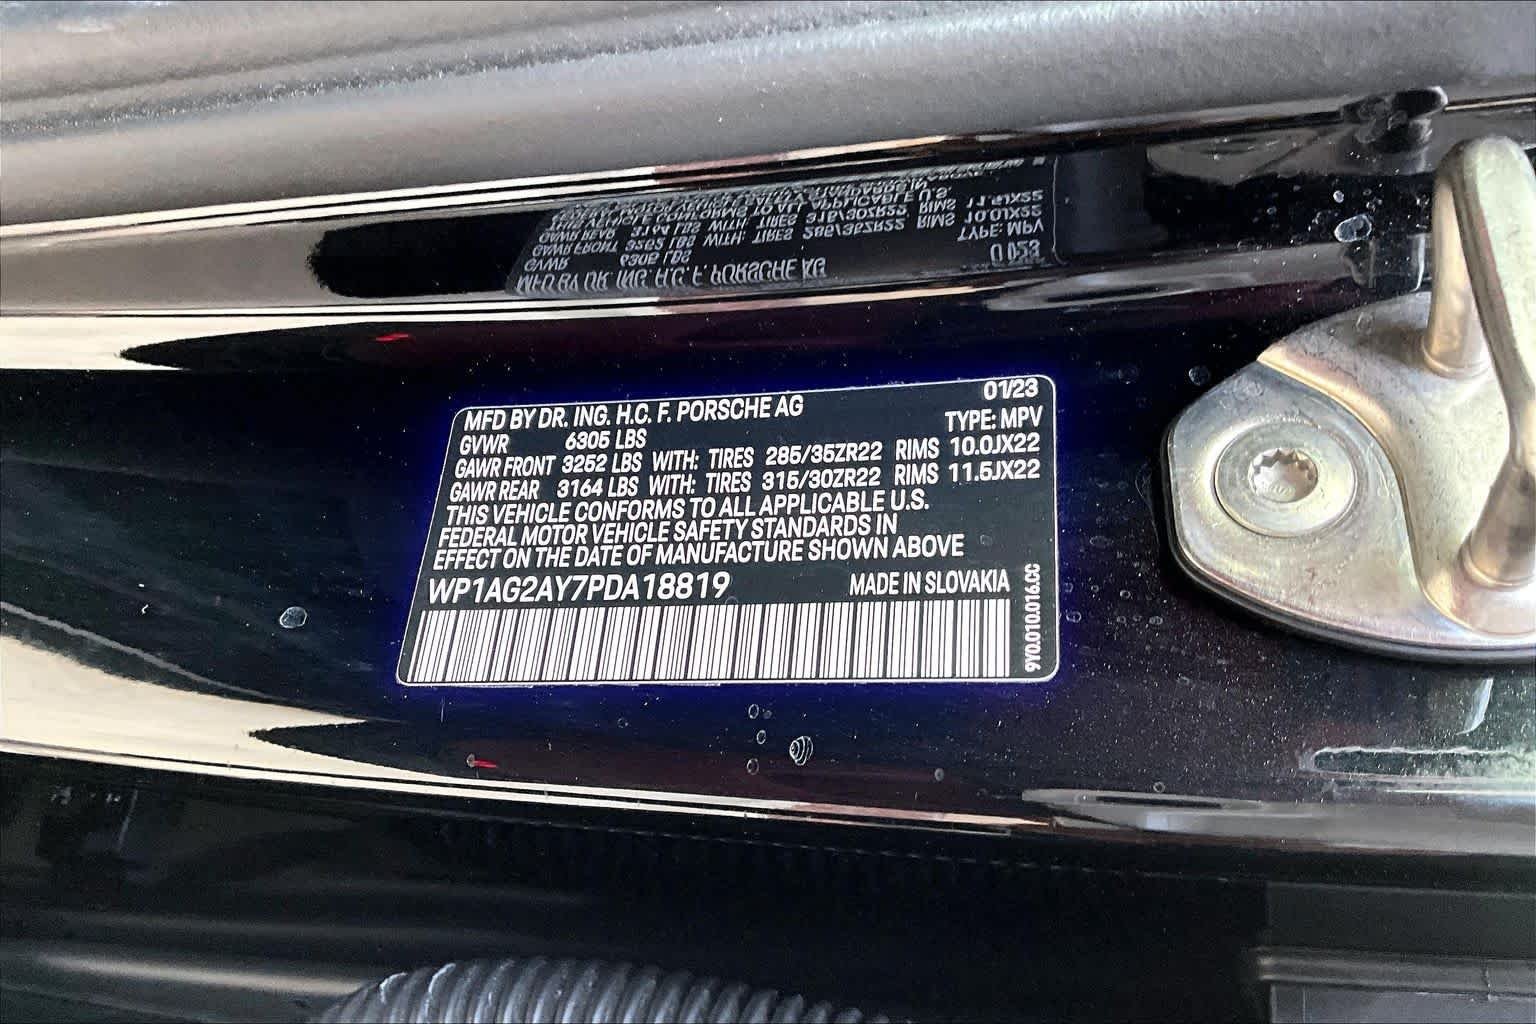 MFD BY DR. ING. H.C. F. PORSCHE AG 01/23
GVWR 6305 LBS TYPE: MPV
GAWR FRONT 3252 LBS WITH: TIRES 285/35ZR22 RIMS 10.0JX22
GAWR REAR 3164 LBS WITH: TIRES 315/30ZR22 RIMS 11.5JX22
THIS VEHICLE CONFORMS TO ALL APPLICABLE U.S.
FEDERAL MOTOR VEHICLE SAFETY STANDARDS IN
EFFECT ON THE DATE OF MANUFACTURE SHOWN ABOVE
WP1AG2AY7PDA18819 MADE IN SLOVAKIA
9Y0.010.016.CC